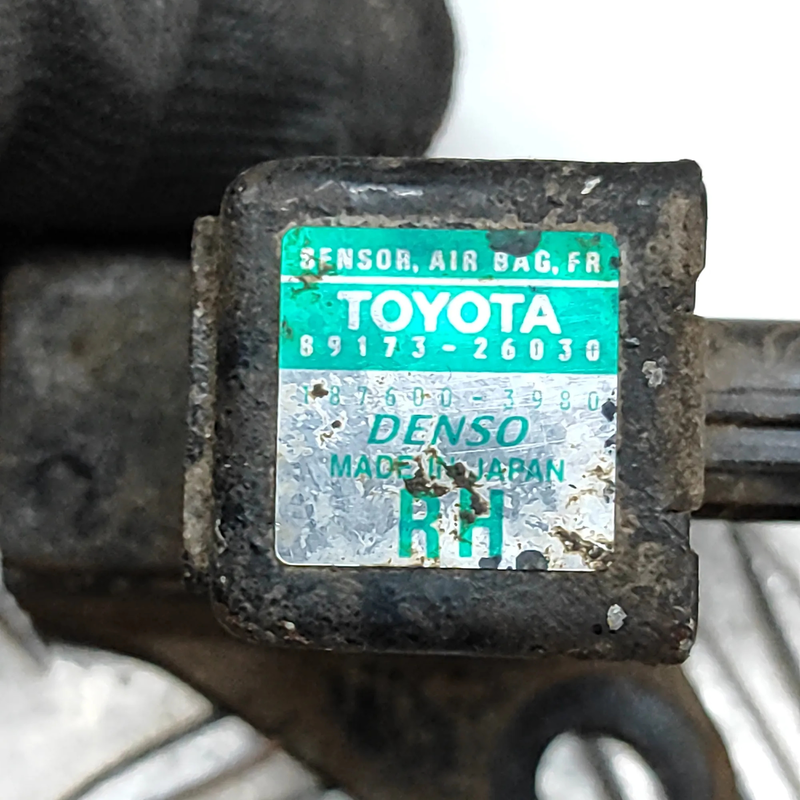 SENSOR, AIR BAG, FR
TOYOTA
89173-26030
187600-3980
DENSO
MADE IN JAPAN
RH